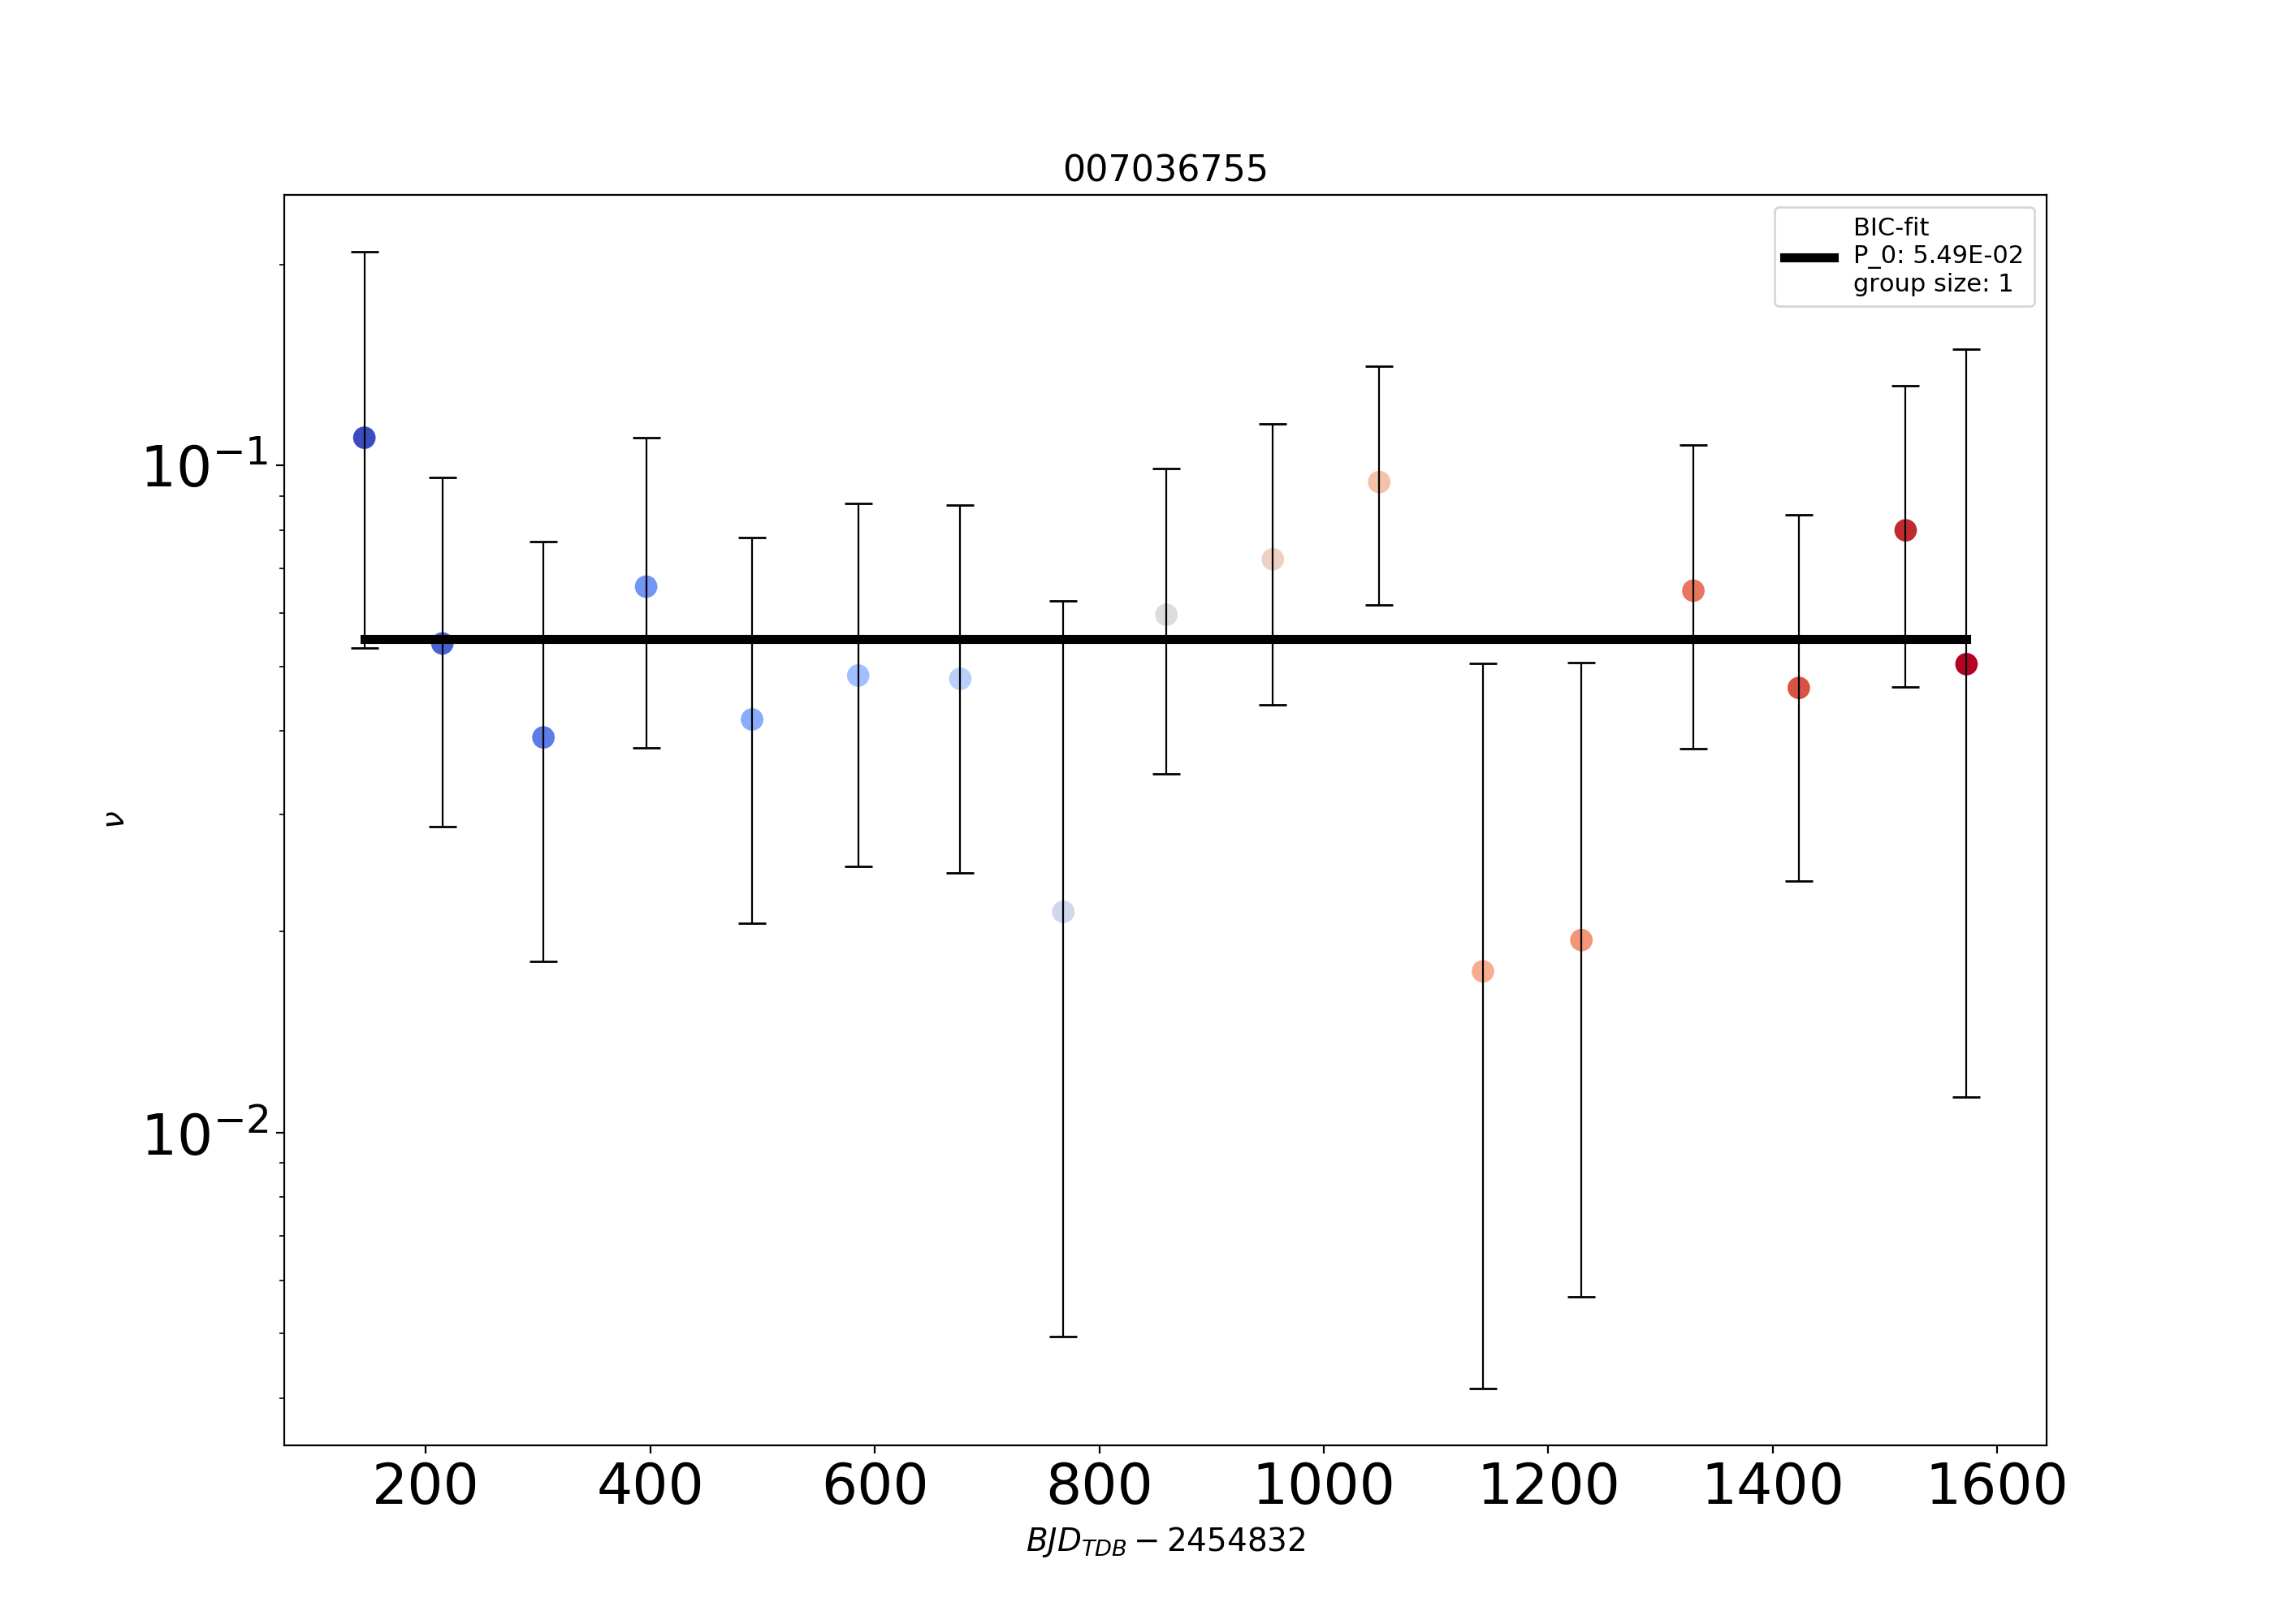 007036755
BIC-fit
P_0: 5.49E-02
group size: 1
10⁻¹
10⁻²
ν
200 400 600 800 1000 1200 1400 1600
BJD_TDB − 2454832